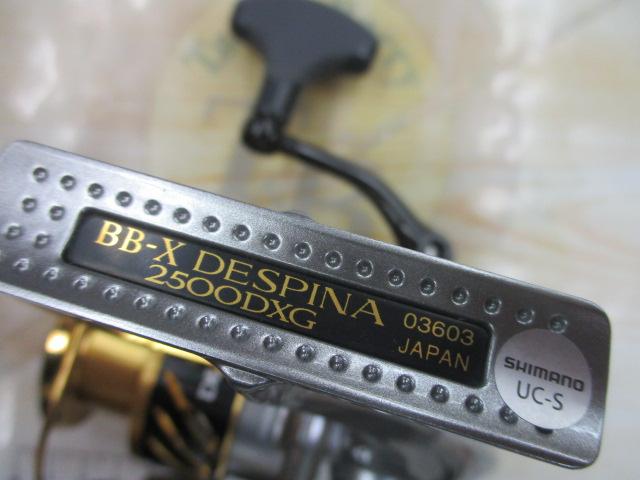 BB-X DESPINA
2500DXG
03603
JAPAN
SHIMANO
UC-S